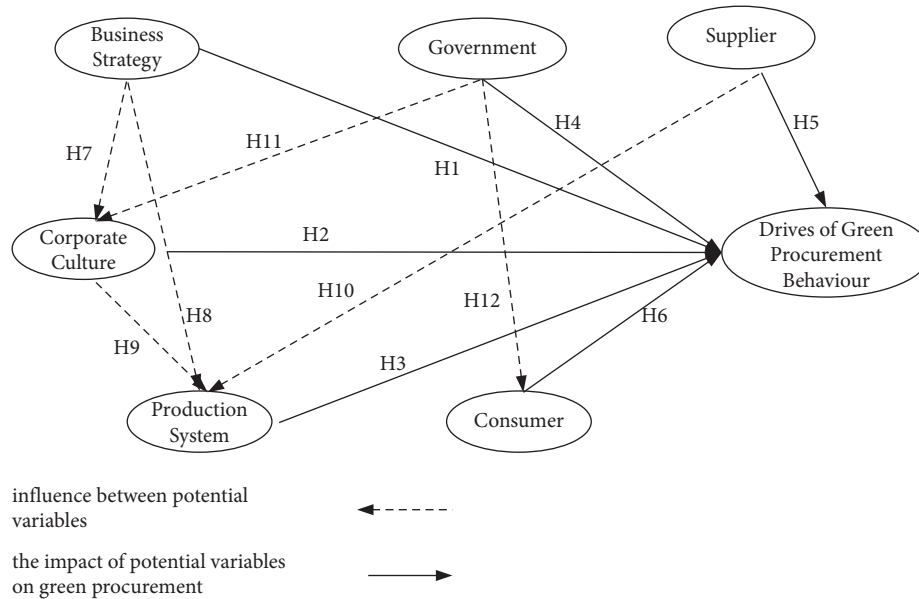 Business
Strategy
Government
Supplier
H7
H11
H1
H4
H5
Corporate
Culture
H2
Drives of Green
Procurement
Behaviour
H10
H12
H8
H9
H6
H3
Production
System
Consumer
influence between potential
variables
the impact of potential variables
on green procurement